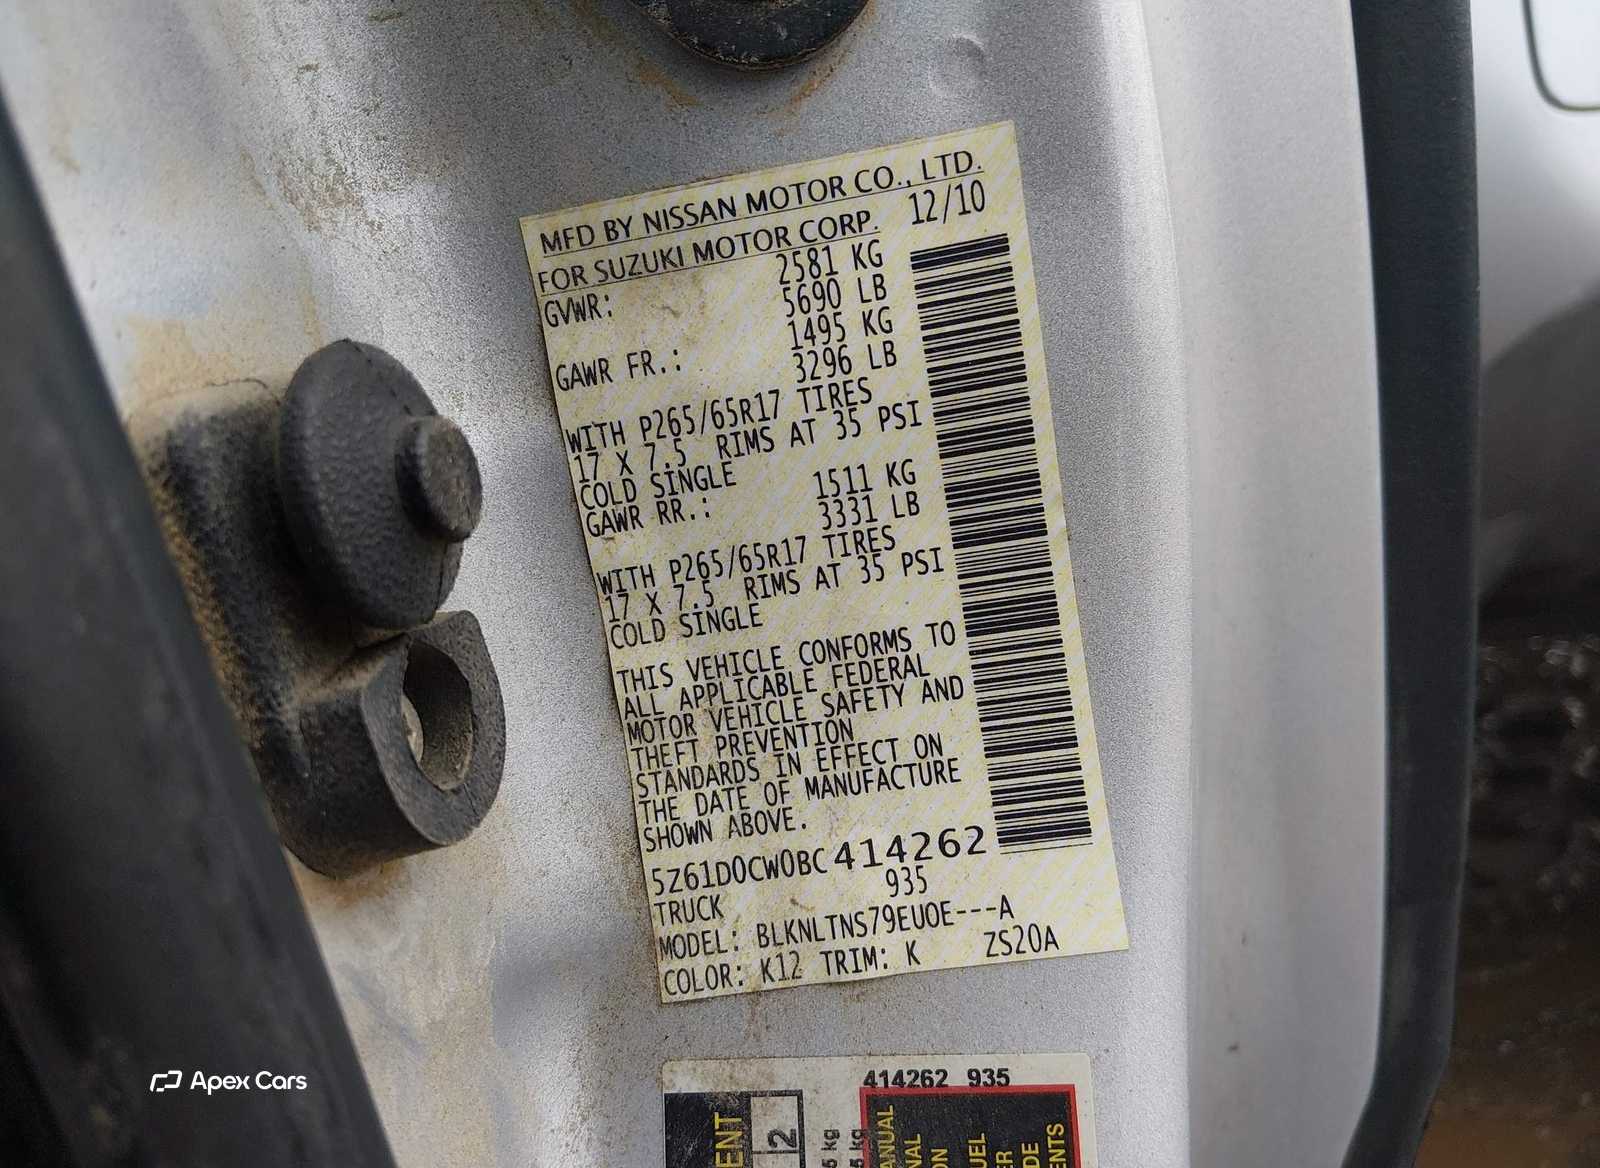 MFD BY NISSAN MOTOR CO., LTD.
FOR SUZUKI MOTOR CORP. 12/10
GVWR: 2581 KG
5690 LB
GAWR FR.: 1495 KG
3296 LB
WITH P265/65R17 TIRES
17 X 7.5 RIMS AT 35 PSI
COLD SINGLE
GAWR RR.: 1511 KG
3331 LB
WITH P265/65R17 TIRES
17 X 7.5 RIMS AT 35 PSI
COLD SINGLE
THIS VEHICLE CONFORMS TO
ALL APPLICABLE FEDERAL
MOTOR VEHICLE SAFETY AND
THEFT PREVENTION
STANDARDS IN EFFECT ON
THE DATE OF MANUFACTURE
SHOWN ABOVE.
5Z61D0CW0BC414262
TRUCK 935
MODEL: BLKNLTNS79EUOE---A
COLOR: K12 TRIM: K ZS20A
414262 935
2
kg
kg
Apex Cars